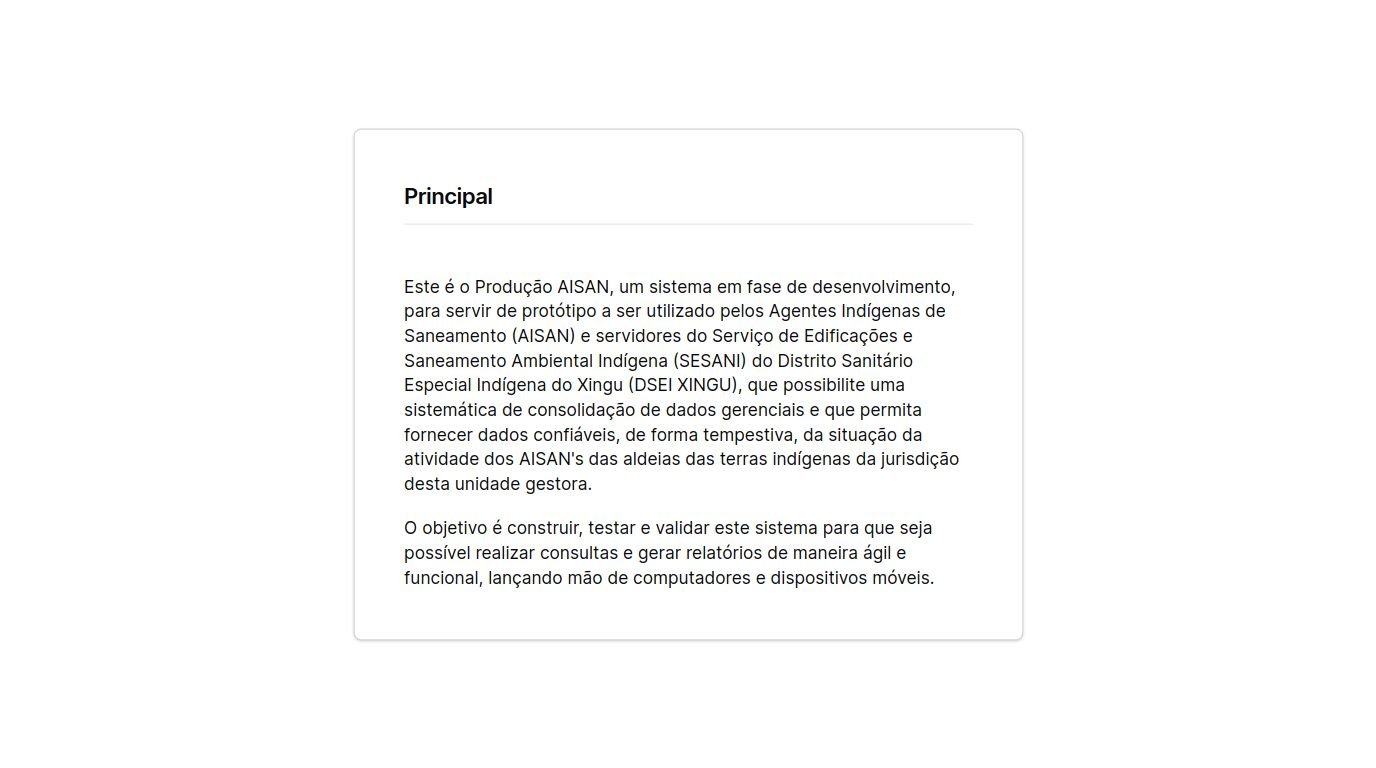 Principal
Este é o Produção AISAN, um sistema em fase de desenvolvimento,
para servir de protótipo a ser utilizado pelos Agentes Indígenas de
Saneamento (AISAN) e servidores do Serviço de Edificações e
Saneamento Ambiental Indígena (SESANI) do Distrito Sanitário
Especial Indígena do Xingu (DSEI XINGU), que possibilite uma
sistemática de consolidação de dados gerenciais e que permita
fornecer dados confiáveis, de forma tempestiva, da situação da
atividade dos AISAN's das aldeias das terras indígenas da jurisdição
desta unidade gestora.
O objetivo é construir, testar e validar este sistema para que seja
possível realizar consultas e gerar relatórios de maneira ágil e
funcional, lançando mão de computadores e dispositivos móveis.